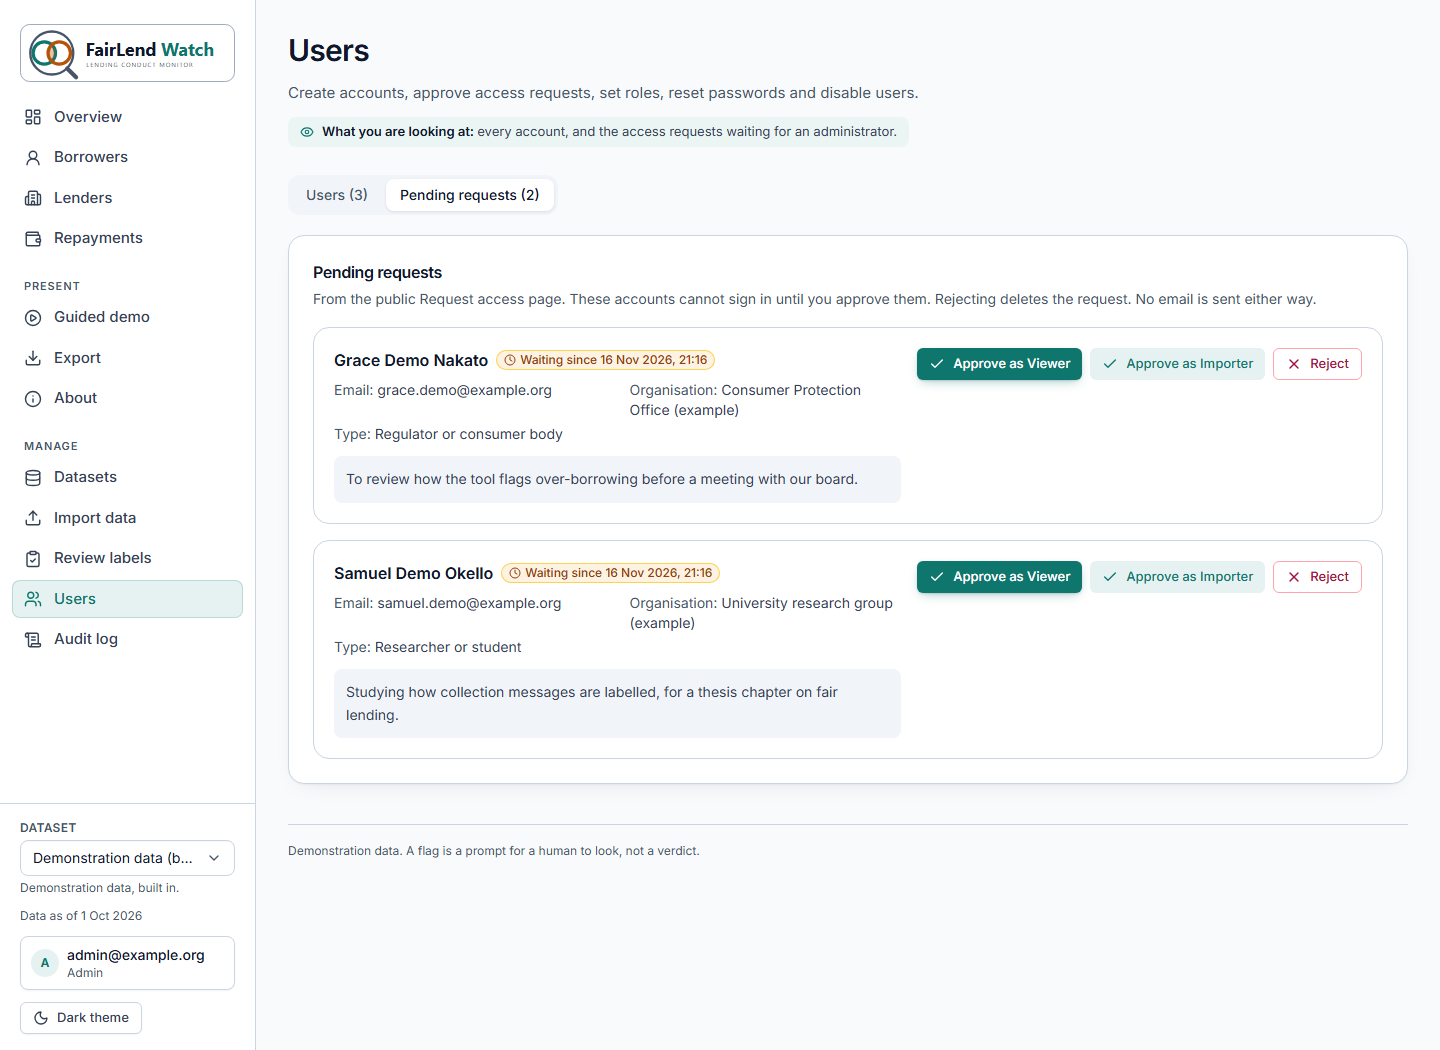 FairLend Watch
LENDING CONDUCT MONITOR
Overview
Borrowers
Lenders
Repayments
PRESENT
Guided demo
Export
About
MANAGE
Datasets
Import data
Review labels
Users
Audit log
DATASET
Demonstration data (b...
Demonstration data, built in.
Data as of 1 Oct 2026
A
admin@example.org
Admin
Dark theme
Users
Create accounts, approve access requests, set roles, reset passwords and disable users.
What you are looking at: every account, and the access requests waiting for an administrator.
Users (3)
Pending requests (2)
Pending requests
From the public Request access page. These accounts cannot sign in until you approve them. Rejecting deletes the request. No email is sent either way.
Grace Demo Nakato
Waiting since 16 Nov 2026, 21:16
Approve as Viewer
Approve as Importer
Reject
Email: grace.demo@example.org
Organisation: Consumer Protection
Office (example)
Type: Regulator or consumer body
To review how the tool flags over-borrowing before a meeting with our board.
Samuel Demo Okello
Waiting since 16 Nov 2026, 21:16
Approve as Viewer
Approve as Importer
Reject
Email: samuel.demo@example.org
Organisation: University research group
(example)
Type: Researcher or student
Studying how collection messages are labelled, for a thesis chapter on fair
lending.
Demonstration data. A flag is a prompt for a human to look, not a verdict.